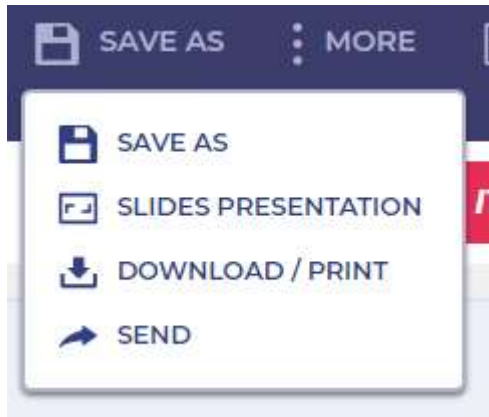 SAVE AS MORE
SAVE AS
SLIDES PRESENTATION
DOWNLOAD / PRINT
SEND